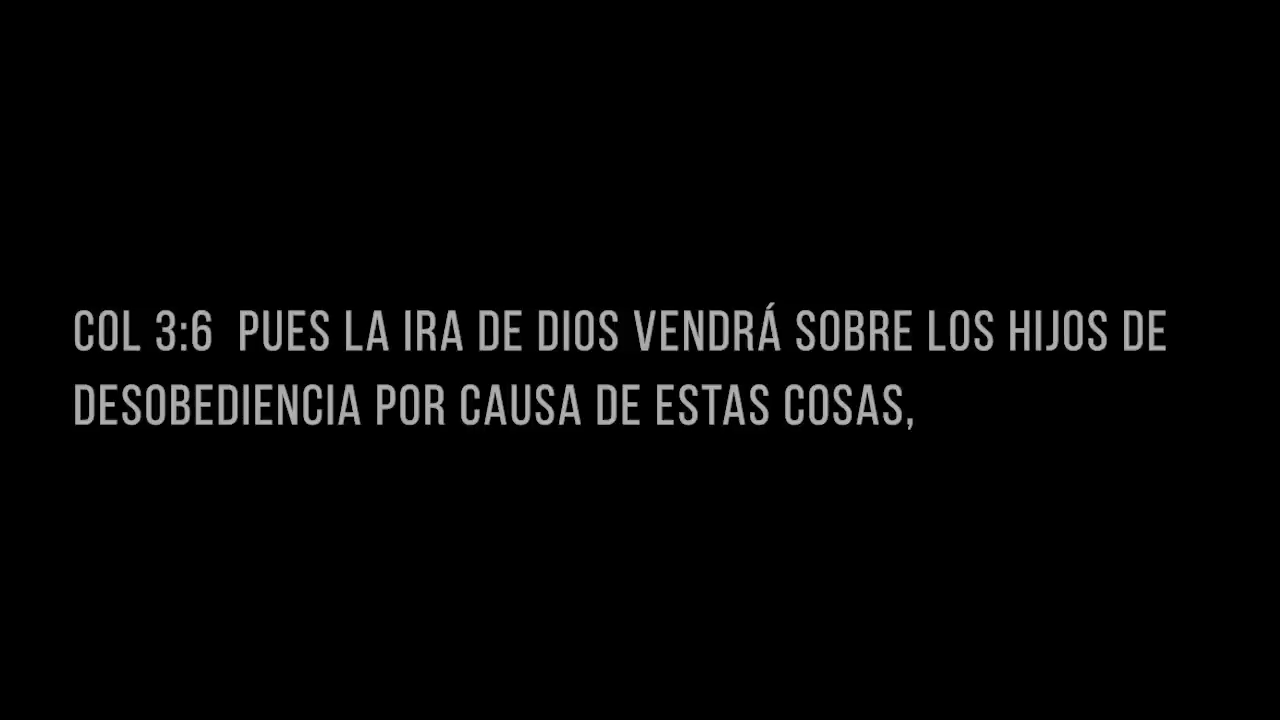 COL 3:6  PUES LA IRA DE DIOS VENDRÁ SOBRE LOS HIJOS DE
DESOBEDIENCIA POR CAUSA DE ESTAS COSAS,